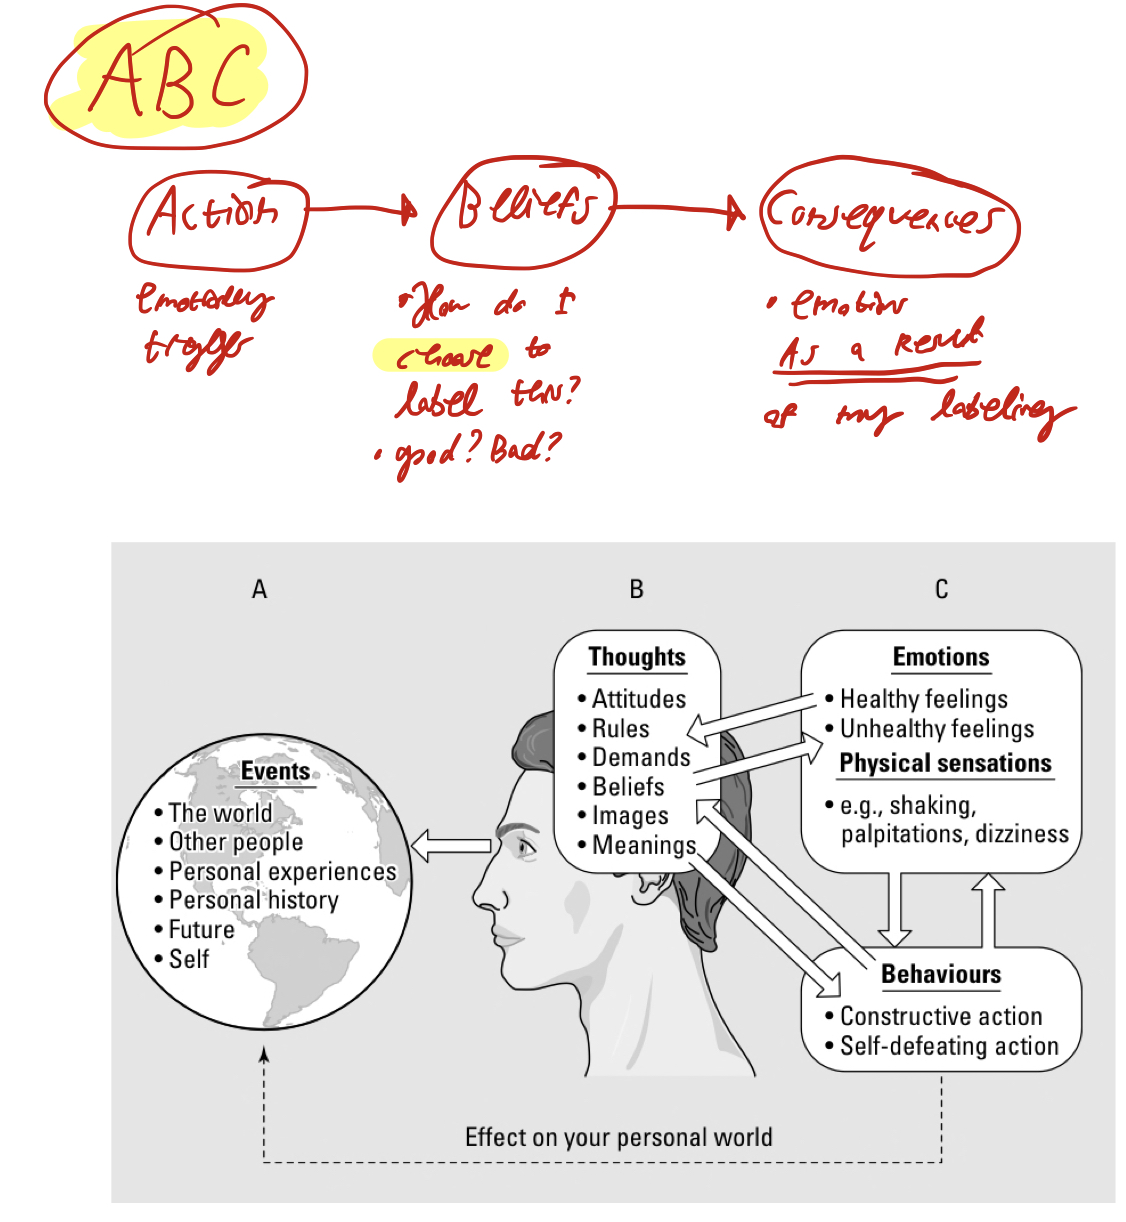 ABC
Action
Beliefs
Consequences
trigger
• How do I
choose to
label this?
• good? Bad?
• emotion
As a Result
of my labeling
A
B
C
Events
• The world
• Other people
• Personal experiences
• Personal history
• Future
• Self
Thoughts
• Attitudes
• Rules
• Demands
• Beliefs
• Images
• Meanings
Emotions
• Healthy feelings
• Unhealthy feelings
Physical sensations
• e.g., shaking,
palpitations, dizziness
Behaviours
• Constructive action
• Self-defeating action
Effect on your personal world